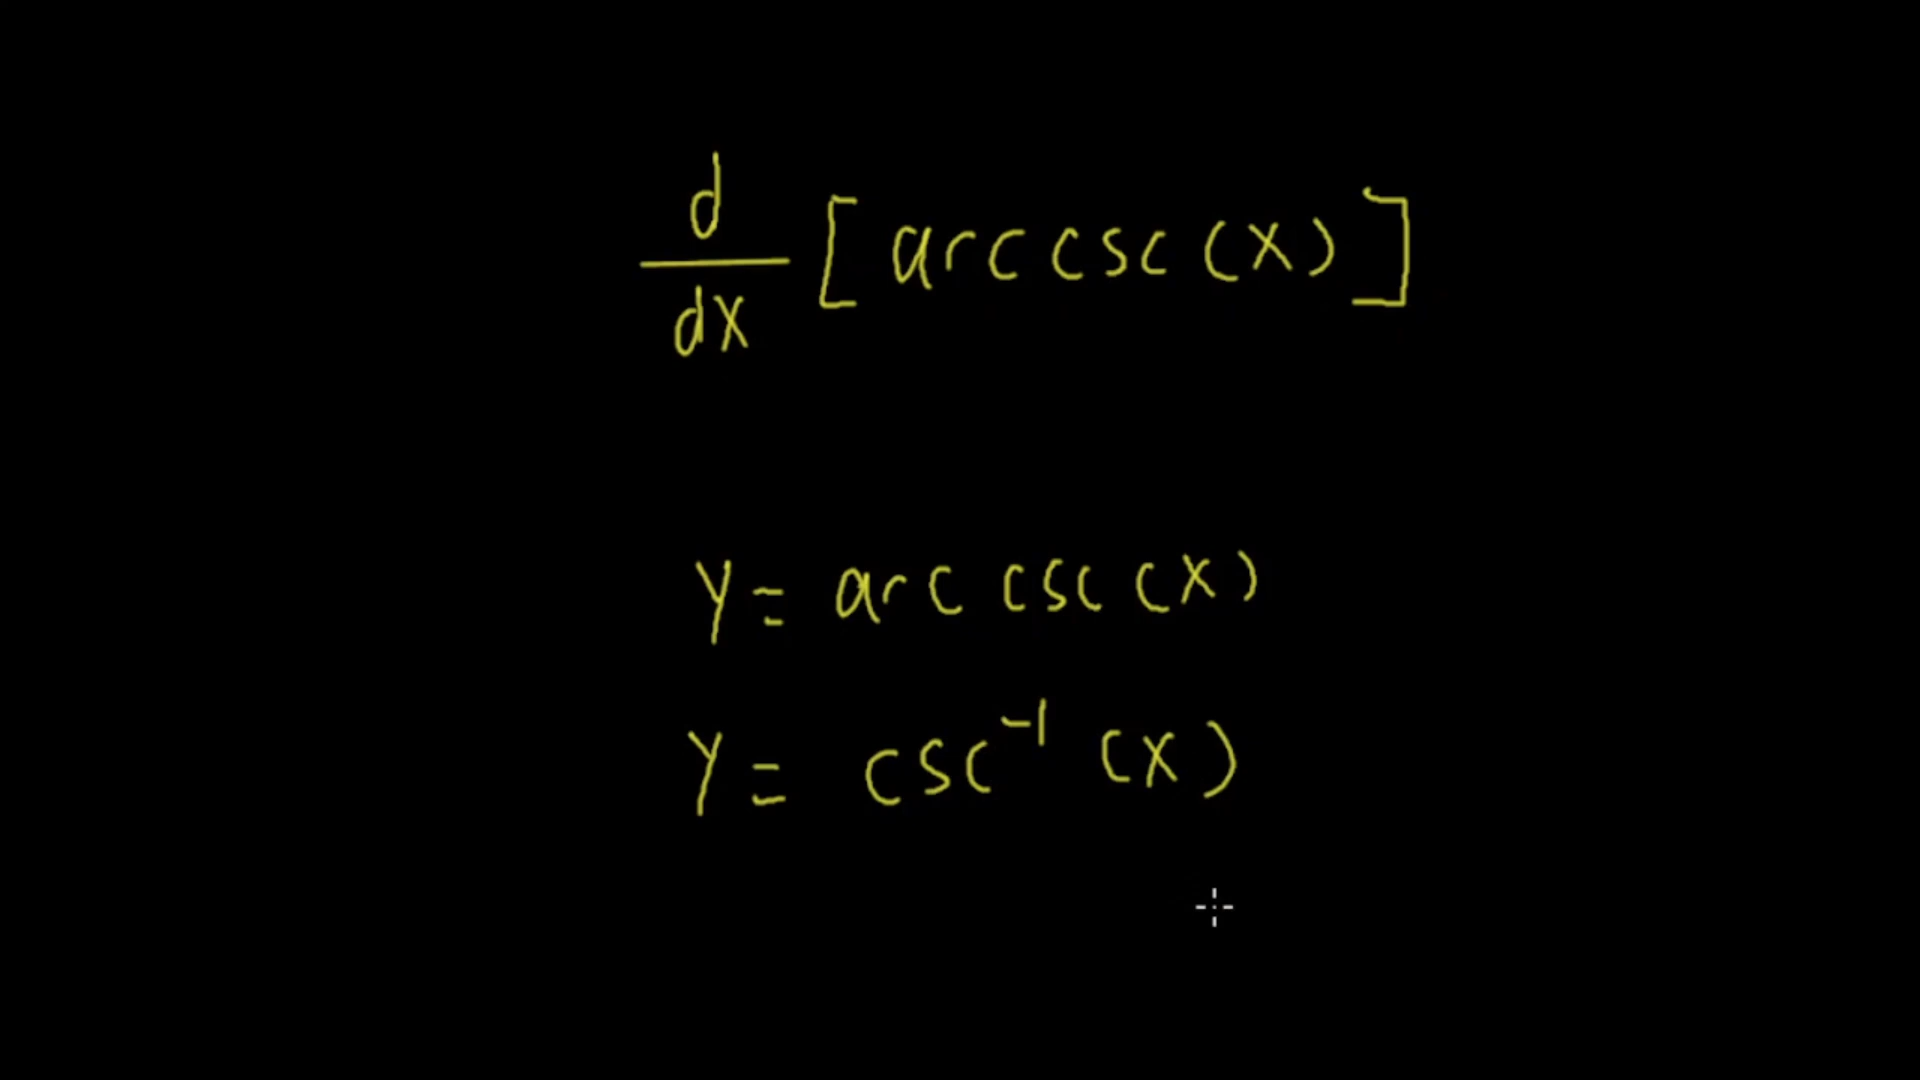 d/dx [arccsc(x)]
y = arccsc(x)
y = csc⁻¹(x)